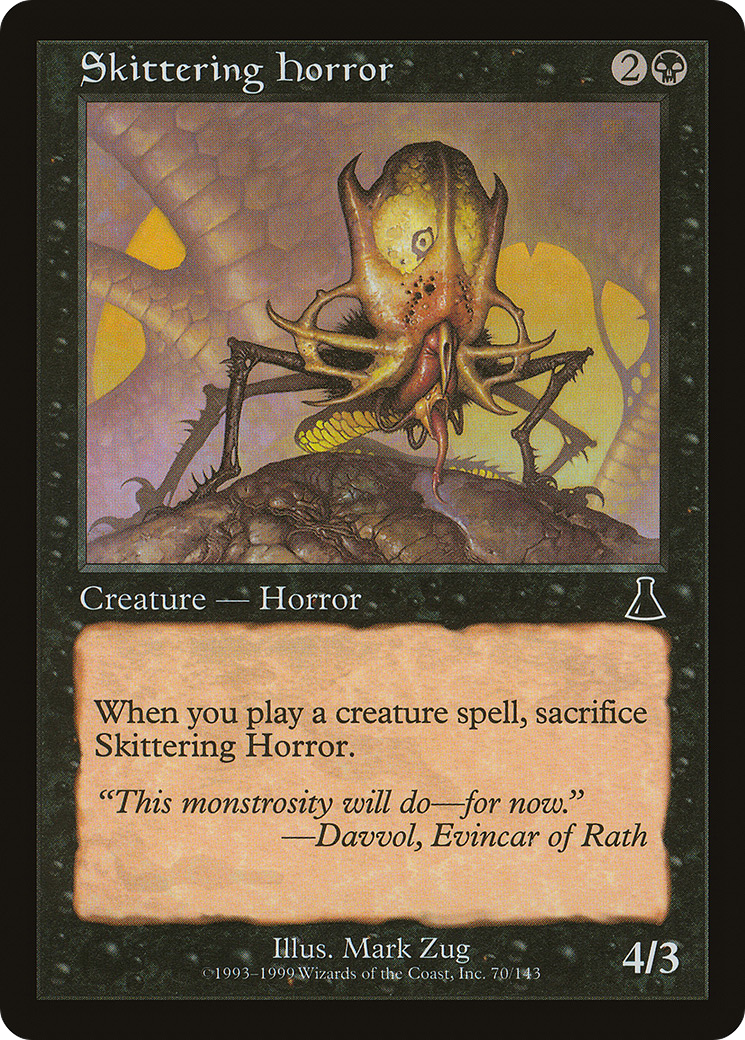 Skittering Horror 2
Creature — Horror
When you play a creature spell, sacrifice
Skittering Horror.
“This monstrosity will do—for now.”
—Davvol, Evincar of Rath
Illus. Mark Zug
©1993–1999 Wizards of the Coast, Inc. 70/143
4/3